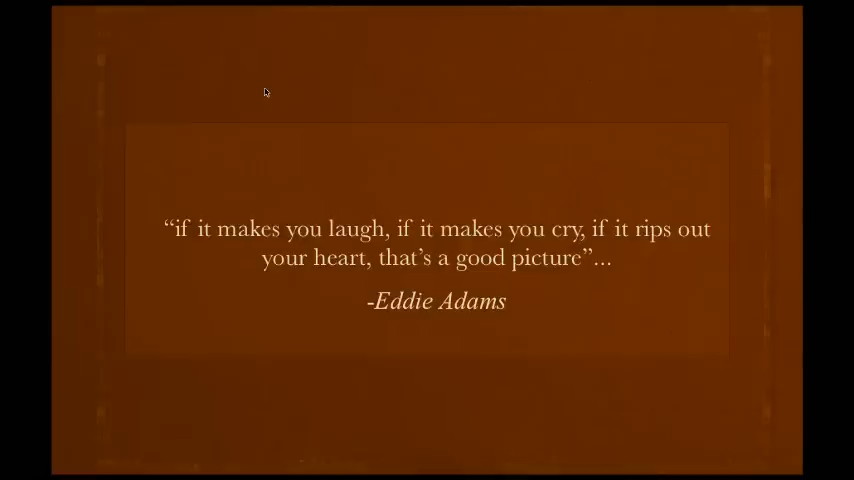 “if it makes you laugh, if it makes you cry, if it rips out
your heart, that’s a good picture”...
-Eddie Adams